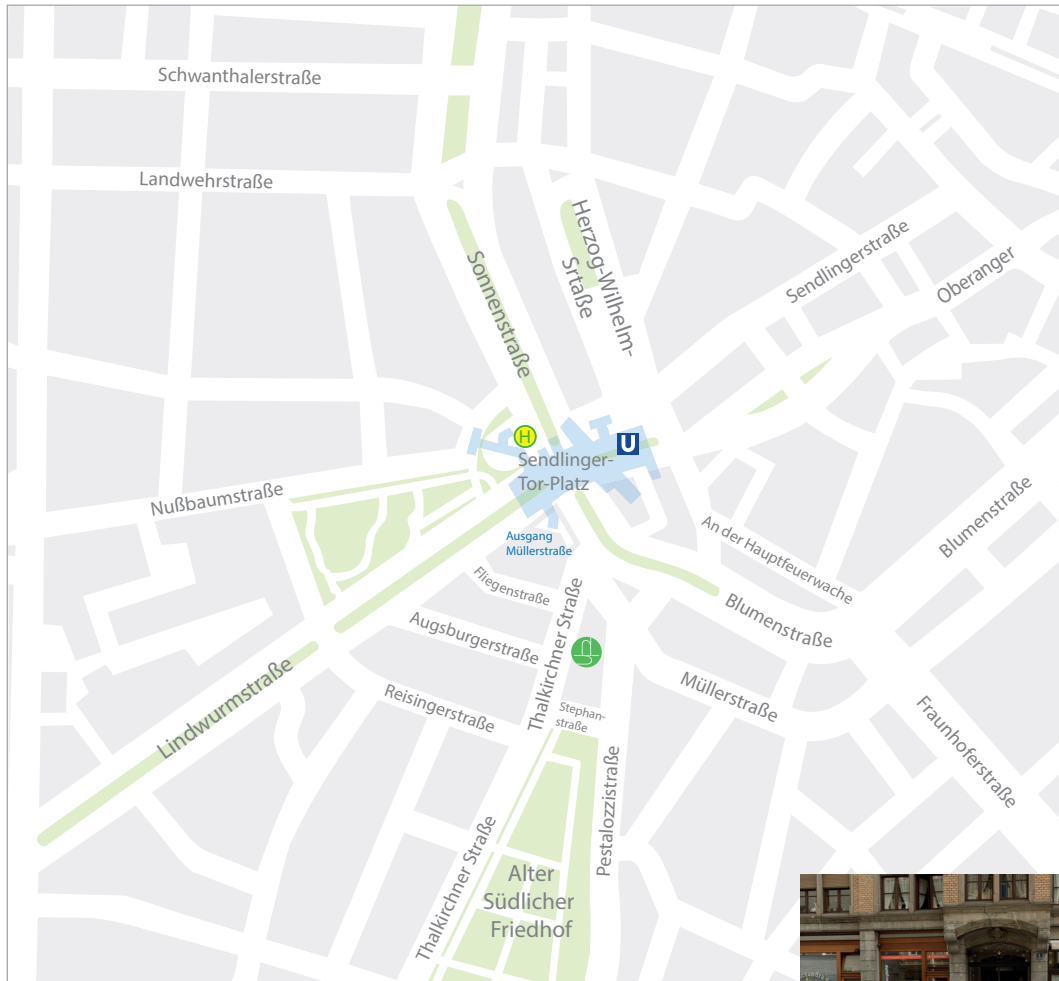 Schwanthalerstraße
Landwehrstraße
Herzog-Wilhelm-
Srtaße
Sonnenstraße
Sendlingerstraße
Oberanger
H
U
Sendlinger-
Tor-Platz
Nußbaumstraße
Ausgang
Müllerstraße
An der Hauptfeuerwache
Blumenstraße
Fliegenstraße
Blumenstraße
Augsburgerstraße
Thalkirchner Straße
Lindwurmstraße
Reisingerstraße
Stephan-
straße
Müllerstraße
Fraunhoferstraße
Pestalozzistraße
Thalkirchner Straße
Alter
Südlicher
Friedhof